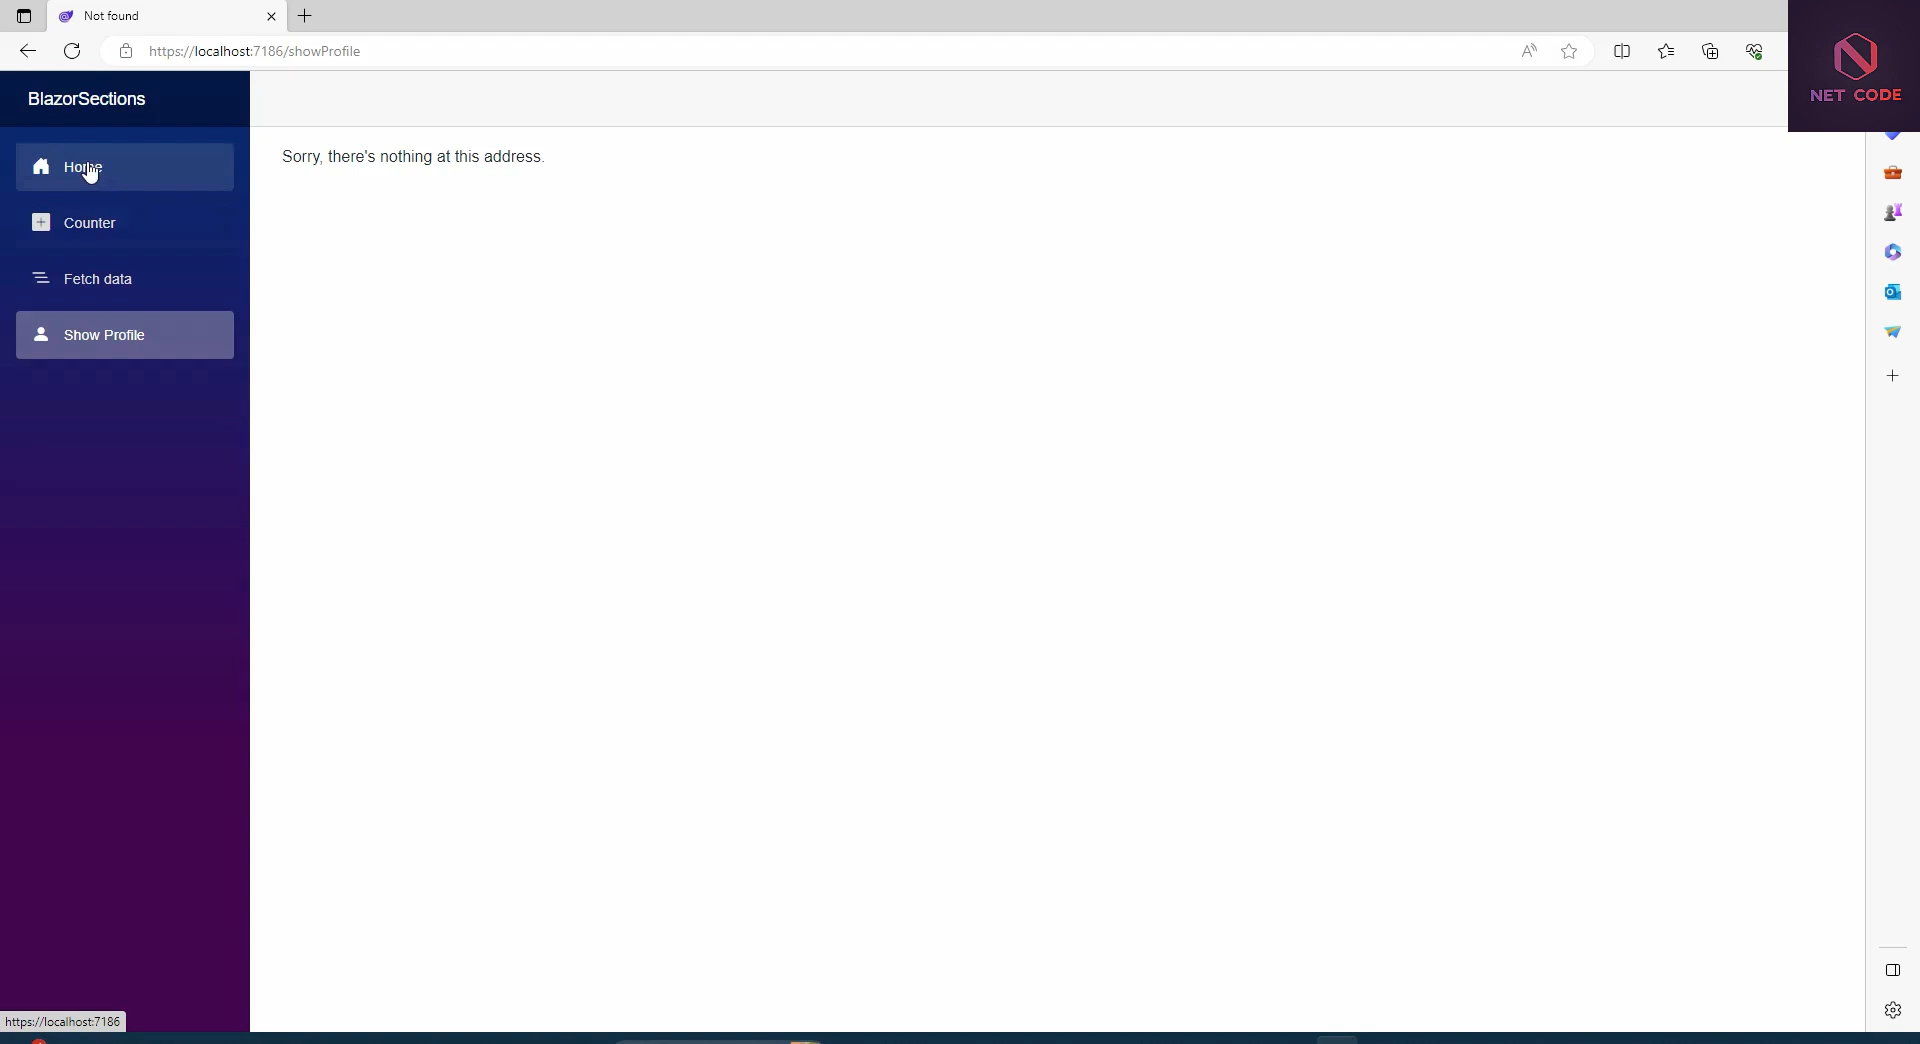 Not found
https://localhost:7186/showProfile
NET CODE
BlazorSections
Sorry, there's nothing at this address.
Home
Counter
Fetch data
Show Profile
https://localhost:7186